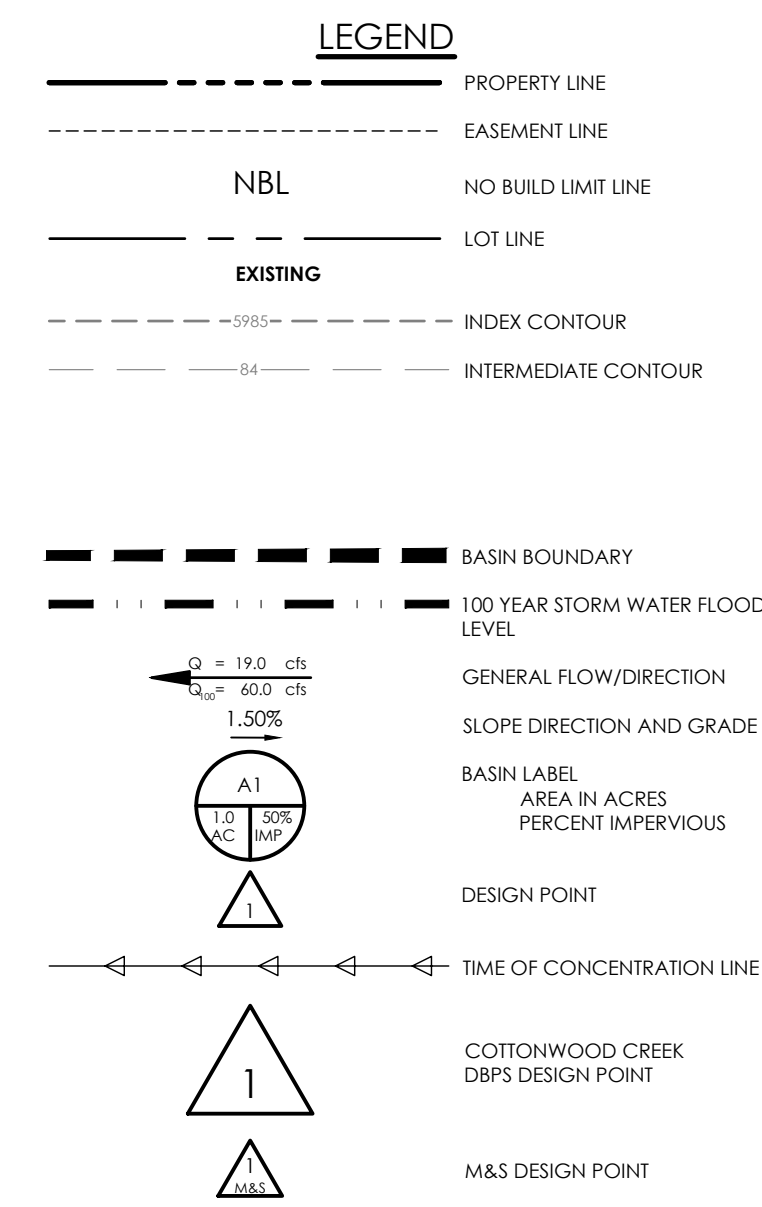 LEGEND
PROPERTY LINE
EASEMENT LINE
NBL NO BUILD LIMIT LINE
LOT LINE
EXISTING
5985 INDEX CONTOUR
84 INTERMEDIATE CONTOUR
BASIN BOUNDARY
100 YEAR STORM WATER FLOOD
LEVEL
Q = 19.0 cfs
Q100= 60.0 cfs
GENERAL FLOW/DIRECTION
1.50%
SLOPE DIRECTION AND GRADE
A1
1.0 AC
50% IMP
BASIN LABEL
AREA IN ACRES
PERCENT IMPERVIOUS
1 DESIGN POINT
TIME OF CONCENTRATION LINE
1
COTTONWOOD CREEK
DBPS DESIGN POINT
1
M&S
M&S DESIGN POINT